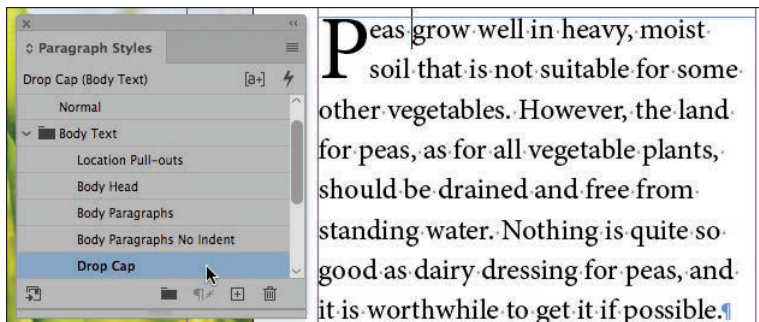 Paragraph Styles
Drop Cap (Body Text) [a+]
Normal
Body Text
Location Pull-outs
Body Head
Body Paragraphs
Body Paragraphs No Indent
Drop Cap
Peas grow well in heavy, moist
soil that is not suitable for some
other vegetables. However, the land
for peas, as for all vegetable plants,
should be drained and free from
standing water. Nothing is quite so
good as dairy dressing for peas, and
it is worthwhile to get it if possible.¶